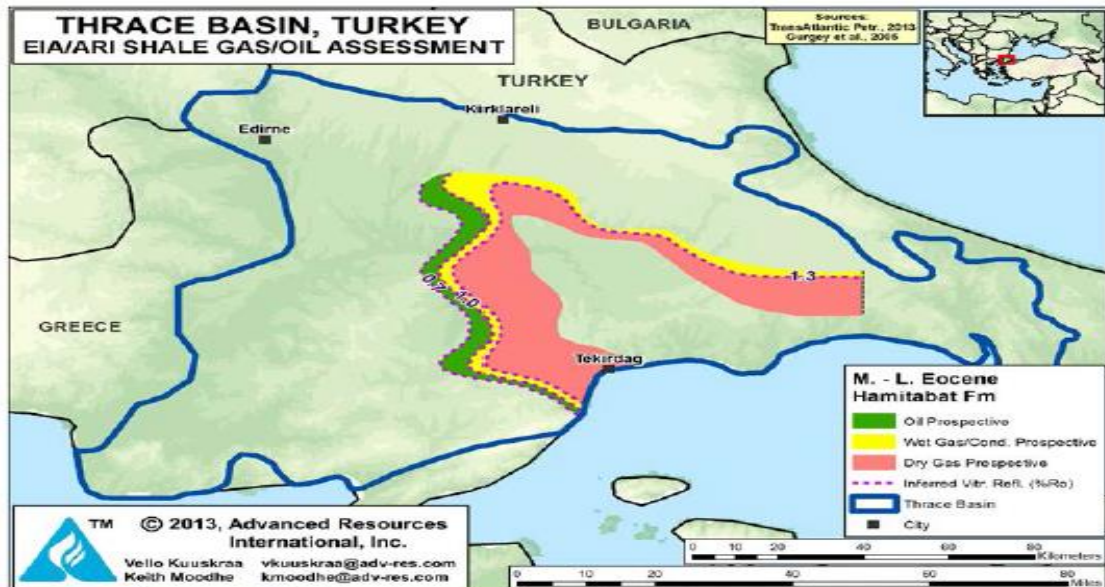 THRACE BASIN, TURKEY
EIA/ARI SHALE GAS/OIL ASSESSMENT
BULGARIA
Sources:
TransAtlantic Petr., 2013
Gurgey et al., 2005
TURKEY
Kirklareli
Edirne
0.7
1.0
1.3
GREECE
Tekirdag
M. - L. Eocene
Hamitabat Fm
Oil Prospective
Wet Gas/Cond. Prospective
Dry Gas Prospective
Inferred Vitr. Refl. (%Ro)
Thrace Basin
City
TM
© 2013, Advanced Resources
International, Inc.
Vello Kuuskraa vkuuskraa@adv-res.com
Keith Moodhe kmoodhe@adv-res.com
0 10 20 40 60 80
Kilometers
0 10 20 40 60 80
Miles